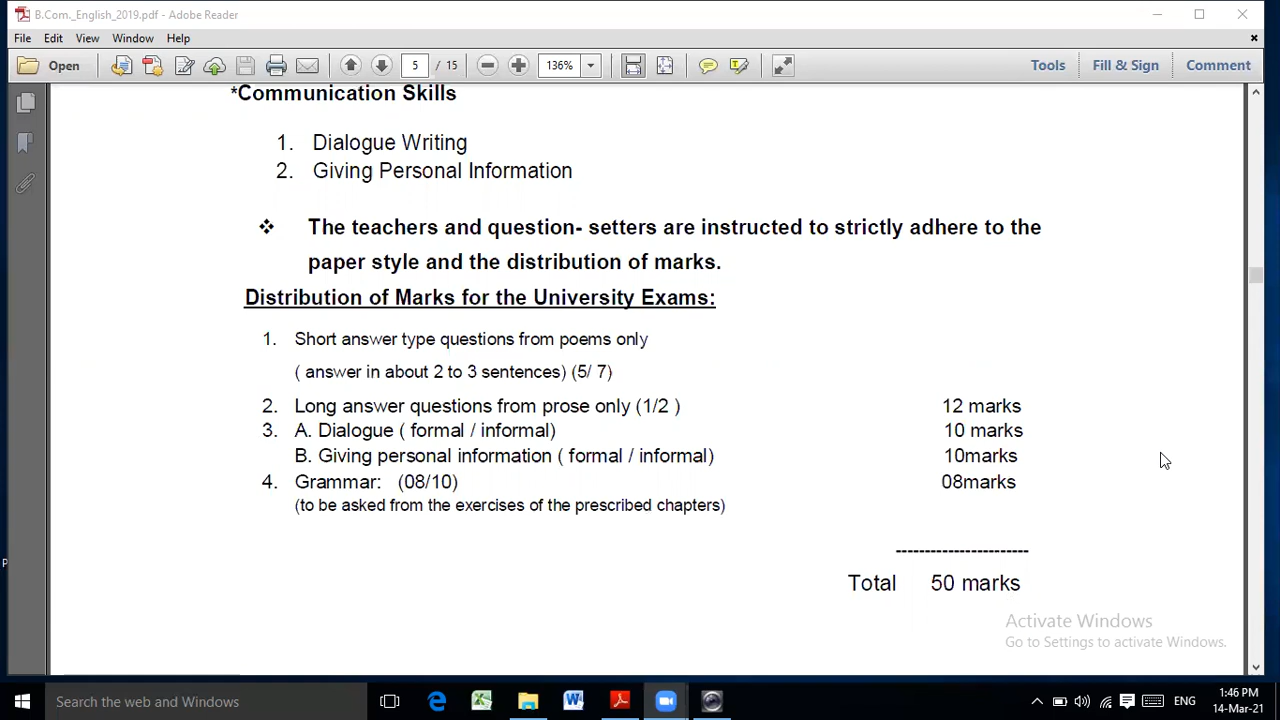 B.Com._English_2019.pdf - Adobe Reader
File Edit View Window Help
Open 5 / 15 136% Tools Fill & Sign Comment
*Communication Skills
1. Dialogue Writing
2. Giving Personal Information
❖ The teachers and question- setters are instructed to strictly adhere to the
paper style and the distribution of marks.
Distribution of Marks for the University Exams:
1. Short answer type questions from poems only
( answer in about 2 to 3 sentences) (5/ 7)
2. Long answer questions from prose only (1/2 ) 12 marks
3. A. Dialogue ( formal / informal) 10 marks
B. Giving personal information ( formal / informal) 10marks
4. Grammar: (08/10) 08marks
(to be asked from the exercises of the prescribed chapters)
-----------------------
Total 50 marks
Activate Windows
Go to Settings to activate Windows.
P
Search the web and Windows
ENG
1:46 PM
14-Mar-21